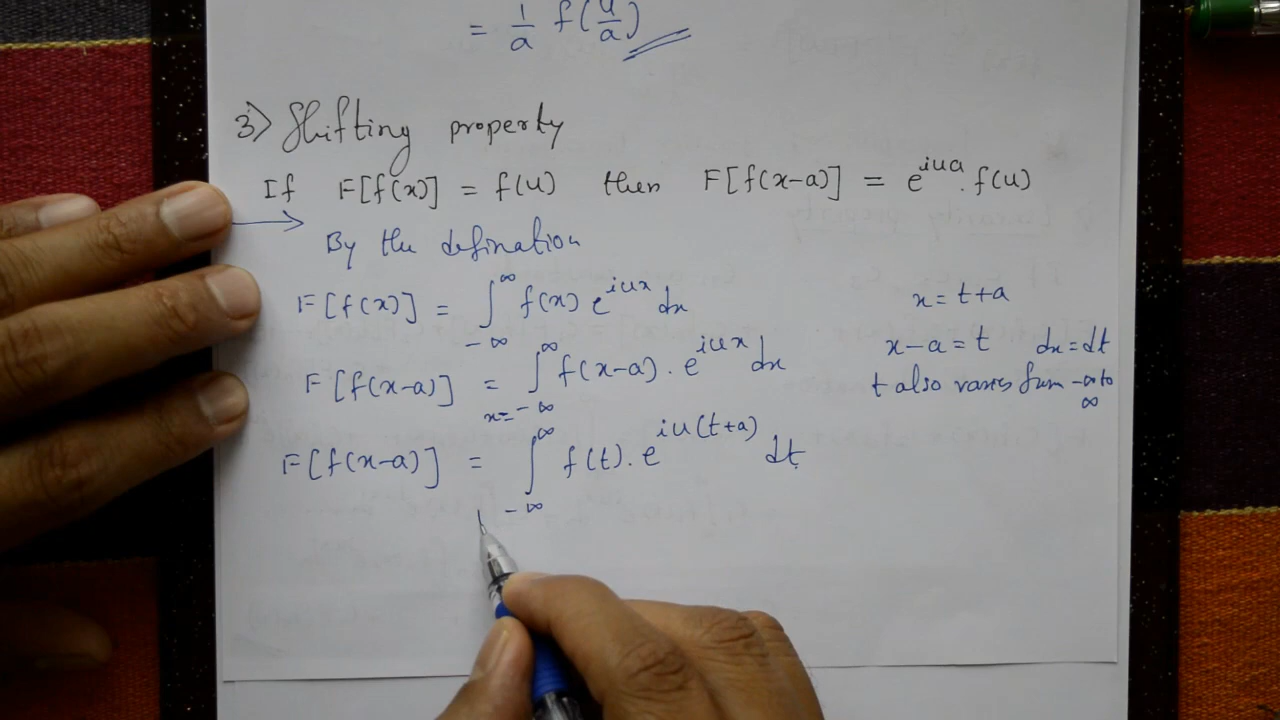 = 1/a f(u/a)
3) Shifting property
If F[f(x)] = f(u) then F[f(x-a)] = e^{iua}.f(u)
→
By the defination
F[f(x)] = ∫_{-∞}^{∞} f(x) e^{iux} dx
x = t+a
F[f(x-a)] = ∫_{x=-∞}^{∞} f(x-a). e^{iux} dx
x-a = t dx = dt
t also varies from -∞ to ∞
F[f(x-a)] = ∫_{-∞}^{∞} f(t). e^{iu(t+a)} dt